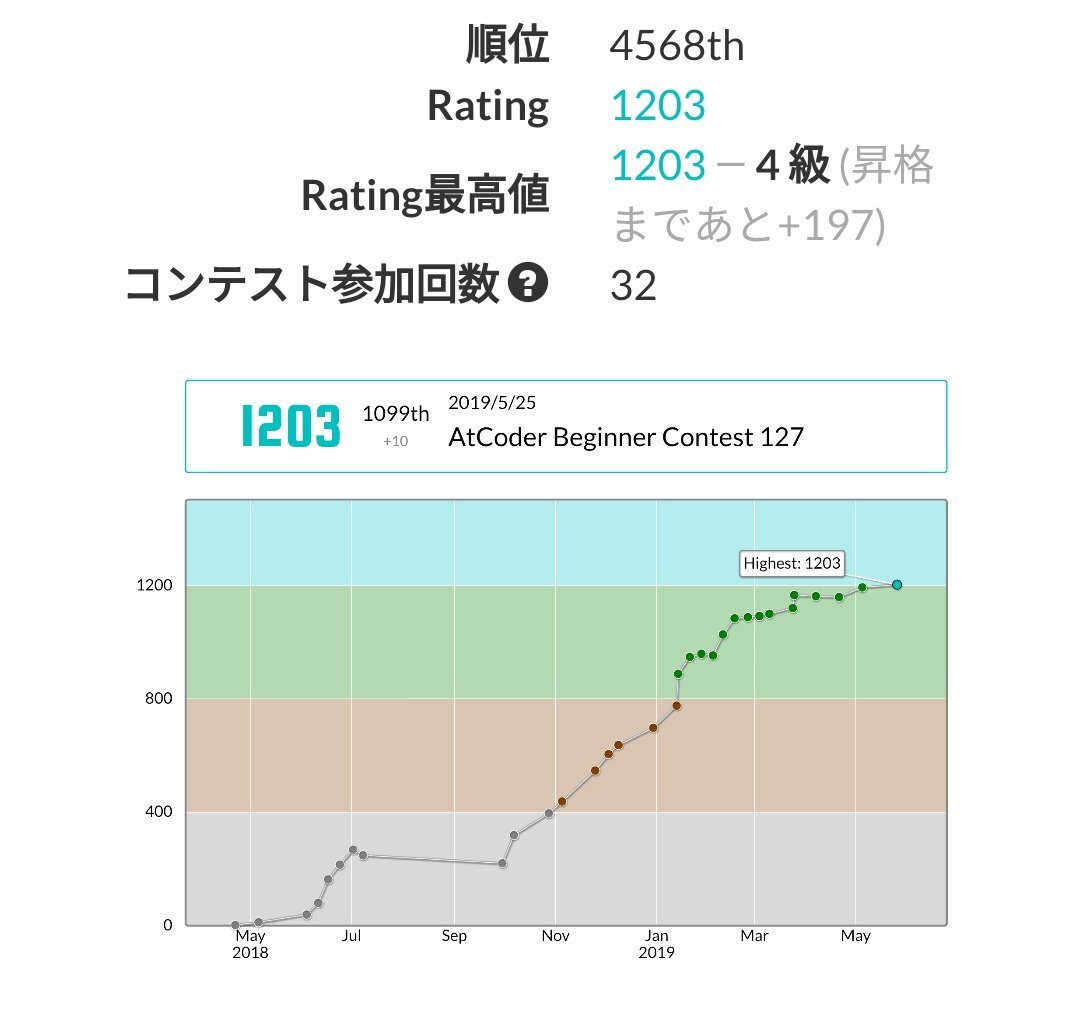 順位 4568th
Rating 1203
Rating最高値 1203 ― 4 級 (昇格
まであと+197)
コンテスト参加回数 ? 32
1203 1099th +10 2019/5/25
AtCoder Beginner Contest 127
Highest: 1203
1200
800
400
0
May Jul Sep Nov Jan Mar May
2018 2019